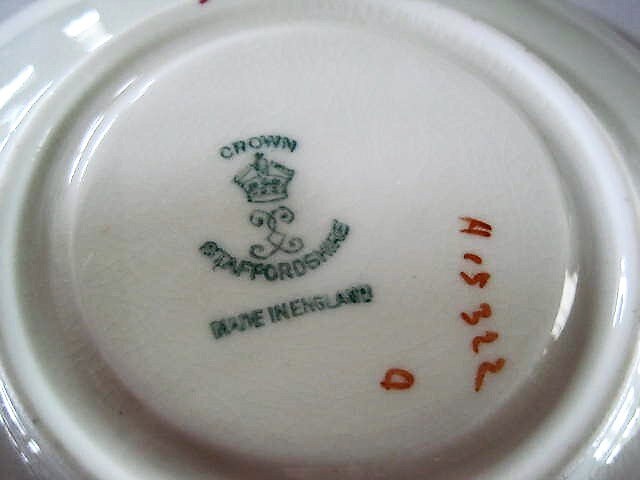 CROWN
STAFFORDSHIRE
MADE IN ENGLAND
A15322